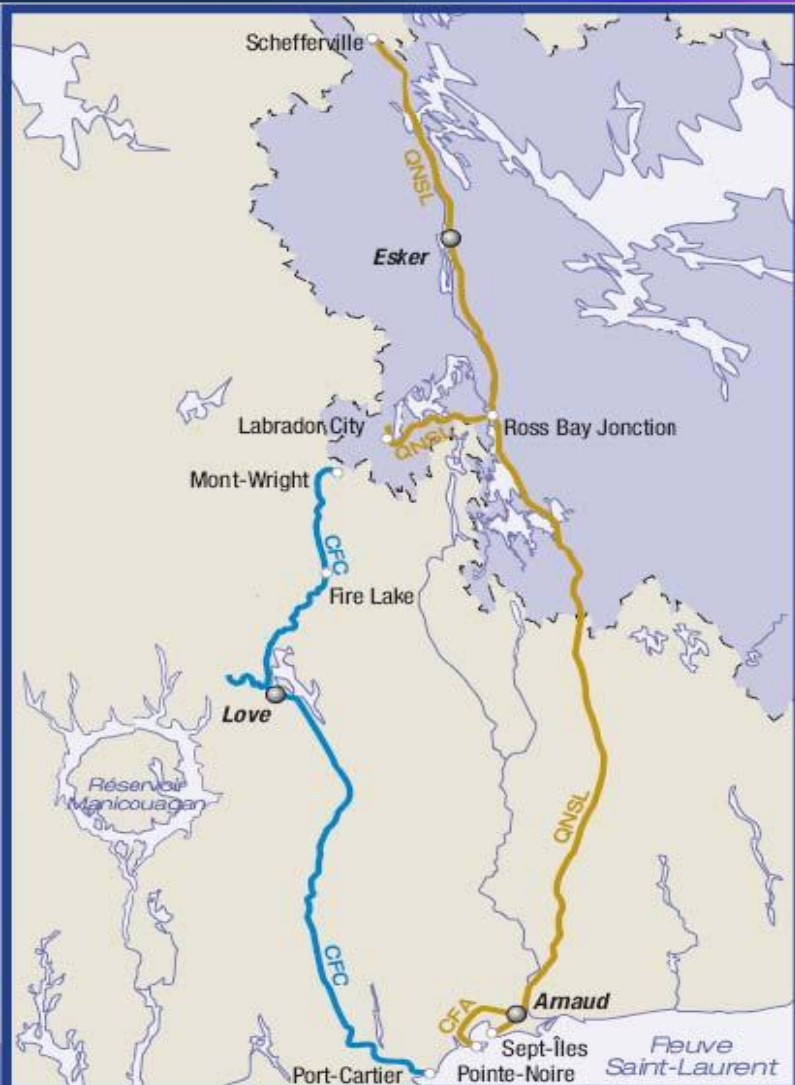 Schefferville
QNSL
Esker
Labrador City
QNSL
Ross Bay Jonction
Mont-Wright
CFC
Fire Lake
Love
Réservoir
Manicouagan
QNSL
CFC
CFA
Arnaud
Sept-Îles
Pointe-Noire
Port-Cartier
Fleuve
Saint-Laurent